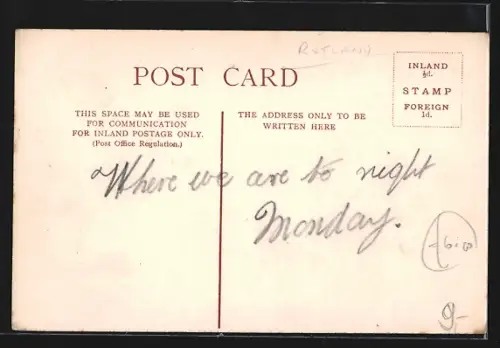 RUTLAND
POST CARD
INLAND
½d.
STAMP
FOREIGN
1d.
THIS SPACE MAY BE USED
FOR COMMUNICATION
FOR INLAND POSTAGE ONLY.
(Post Office Regulation.)
THE ADDRESS ONLY TO BE
WRITTEN HERE
Where we are to night
Monday.
9-